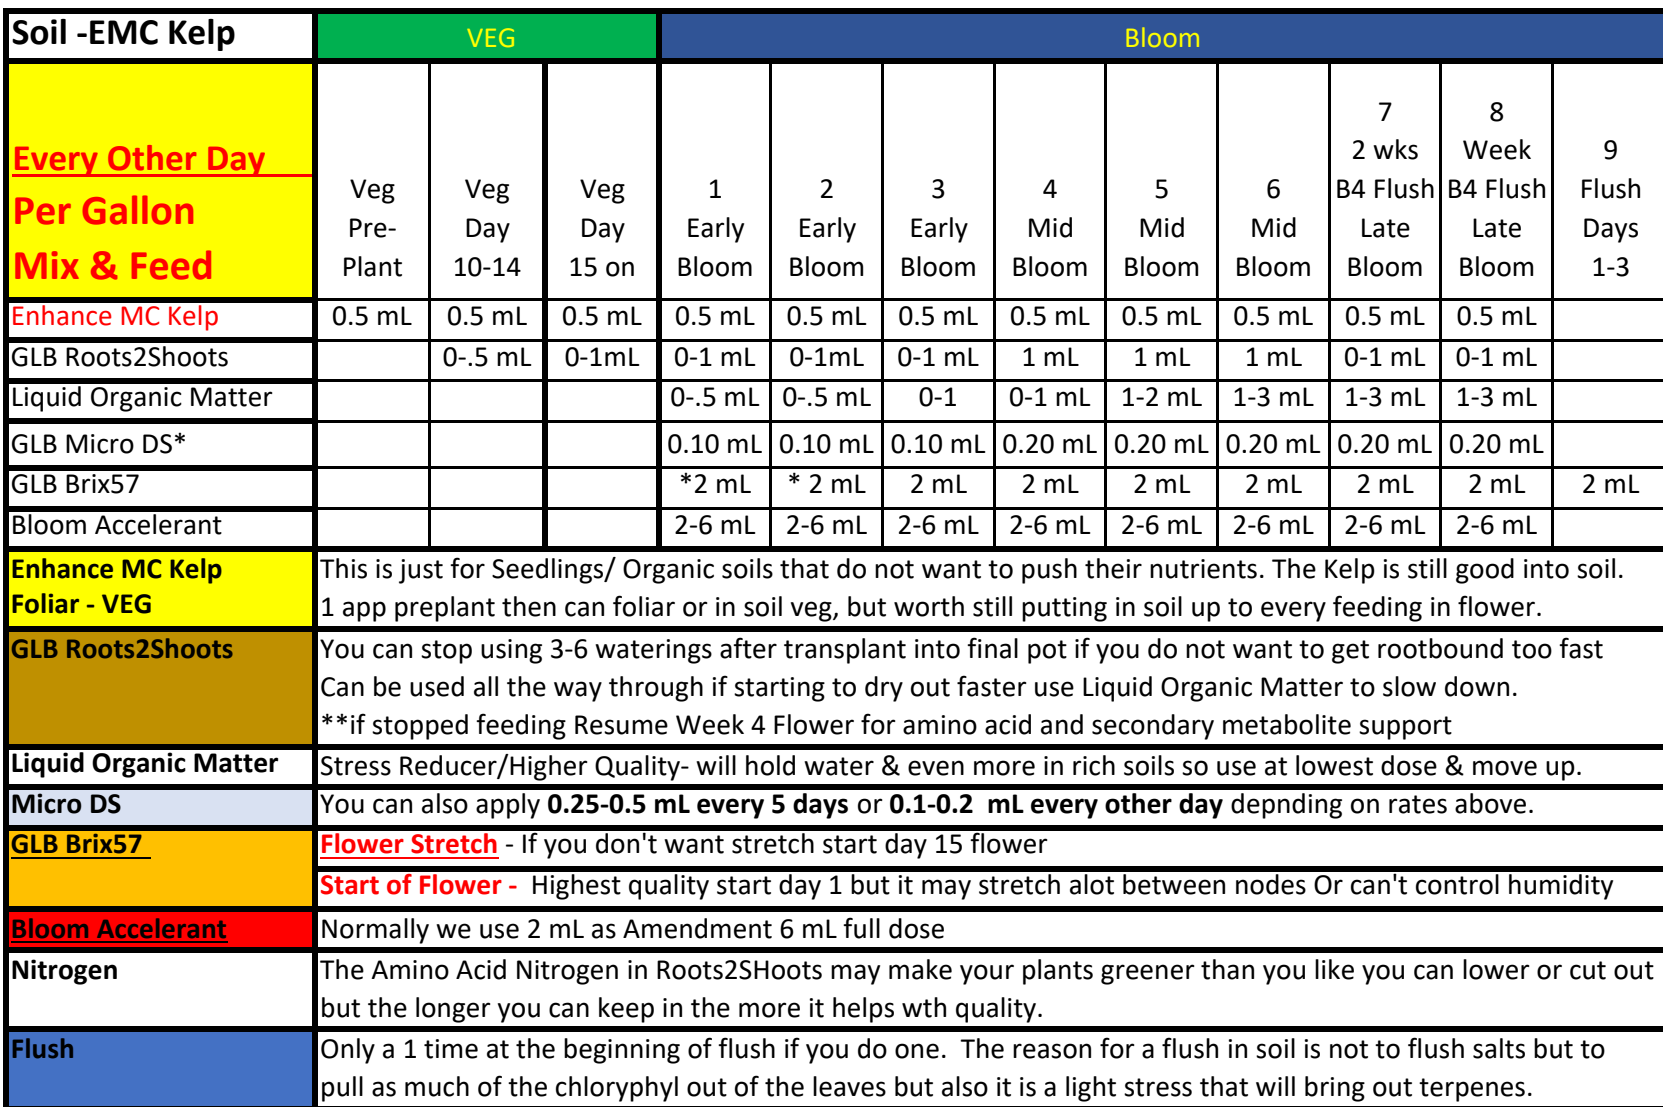 Soil -EMC Kelp VEG Bloom
Every Other Day
Per Gallon
Mix & Feed
Veg Pre-Plant
Veg Day 10-14
Veg Day 15 on
1 Early Bloom
2 Early Bloom
3 Early Bloom
4 Mid Bloom
5 Mid Bloom
6 Mid Bloom
7 2 wks B4 Flush Late Bloom
8 Week B4 Flush Late Bloom
9 Flush Days 1-3
Enhance MC Kelp 0.5 mL 0.5 mL 0.5 mL 0.5 mL 0.5 mL 0.5 mL 0.5 mL 0.5 mL 0.5 mL 0.5 mL 0.5 mL
GLB Roots2Shoots 0-.5 mL 0-1mL 0-1 mL 0-1mL 0-1 mL 1 mL 1 mL 1 mL 0-1 mL 0-1 mL
Liquid Organic Matter 0-.5 mL 0-.5 mL 0-1 0-1 mL 1-2 mL 1-3 mL 1-3 mL 1-3 mL
GLB Micro DS* 0.10 mL 0.10 mL 0.10 mL 0.20 mL 0.20 mL 0.20 mL 0.20 mL 0.20 mL
GLB Brix57 *2 mL * 2 mL 2 mL 2 mL 2 mL 2 mL 2 mL 2 mL 2 mL
Bloom Accelerant 2-6 mL 2-6 mL 2-6 mL 2-6 mL 2-6 mL 2-6 mL 2-6 mL 2-6 mL
Enhance MC Kelp This is just for Seedlings/ Organic soils that do not want to push their nutrients. The Kelp is still good into soil.
Foliar - VEG 1 app preplant then can foliar or in soil veg, but worth still putting in soil up to every feeding in flower.
GLB Roots2Shoots You can stop using 3-6 waterings after transplant into final pot if you do not want to get rootbound too fast
Can be used all the way through if starting to dry out faster use Liquid Organic Matter to slow down.
**if stopped feeding Resume Week 4 Flower for amino acid and secondary metabolite support
Liquid Organic Matter Stress Reducer/Higher Quality- will hold water & even more in rich soils so use at lowest dose & move up.
Micro DS You can also apply 0.25-0.5 mL every 5 days or 0.1-0.2 mL every other day depnding on rates above.
GLB Brix57 Flower Stretch - If you don't want stretch start day 15 flower
Start of Flower - Highest quality start day 1 but it may stretch alot between nodes Or can't control humidity
Bloom Accelerant Normally we use 2 mL as Amendment 6 mL full dose
Nitrogen The Amino Acid Nitrogen in Roots2SHoots may make your plants greener than you like you can lower or cut out
but the longer you can keep in the more it helps wth quality.
Flush Only a 1 time at the beginning of flush if you do one. The reason for a flush in soil is not to flush salts but to
pull as much of the chloryphyl out of the leaves but also it is a light stress that will bring out terpenes.